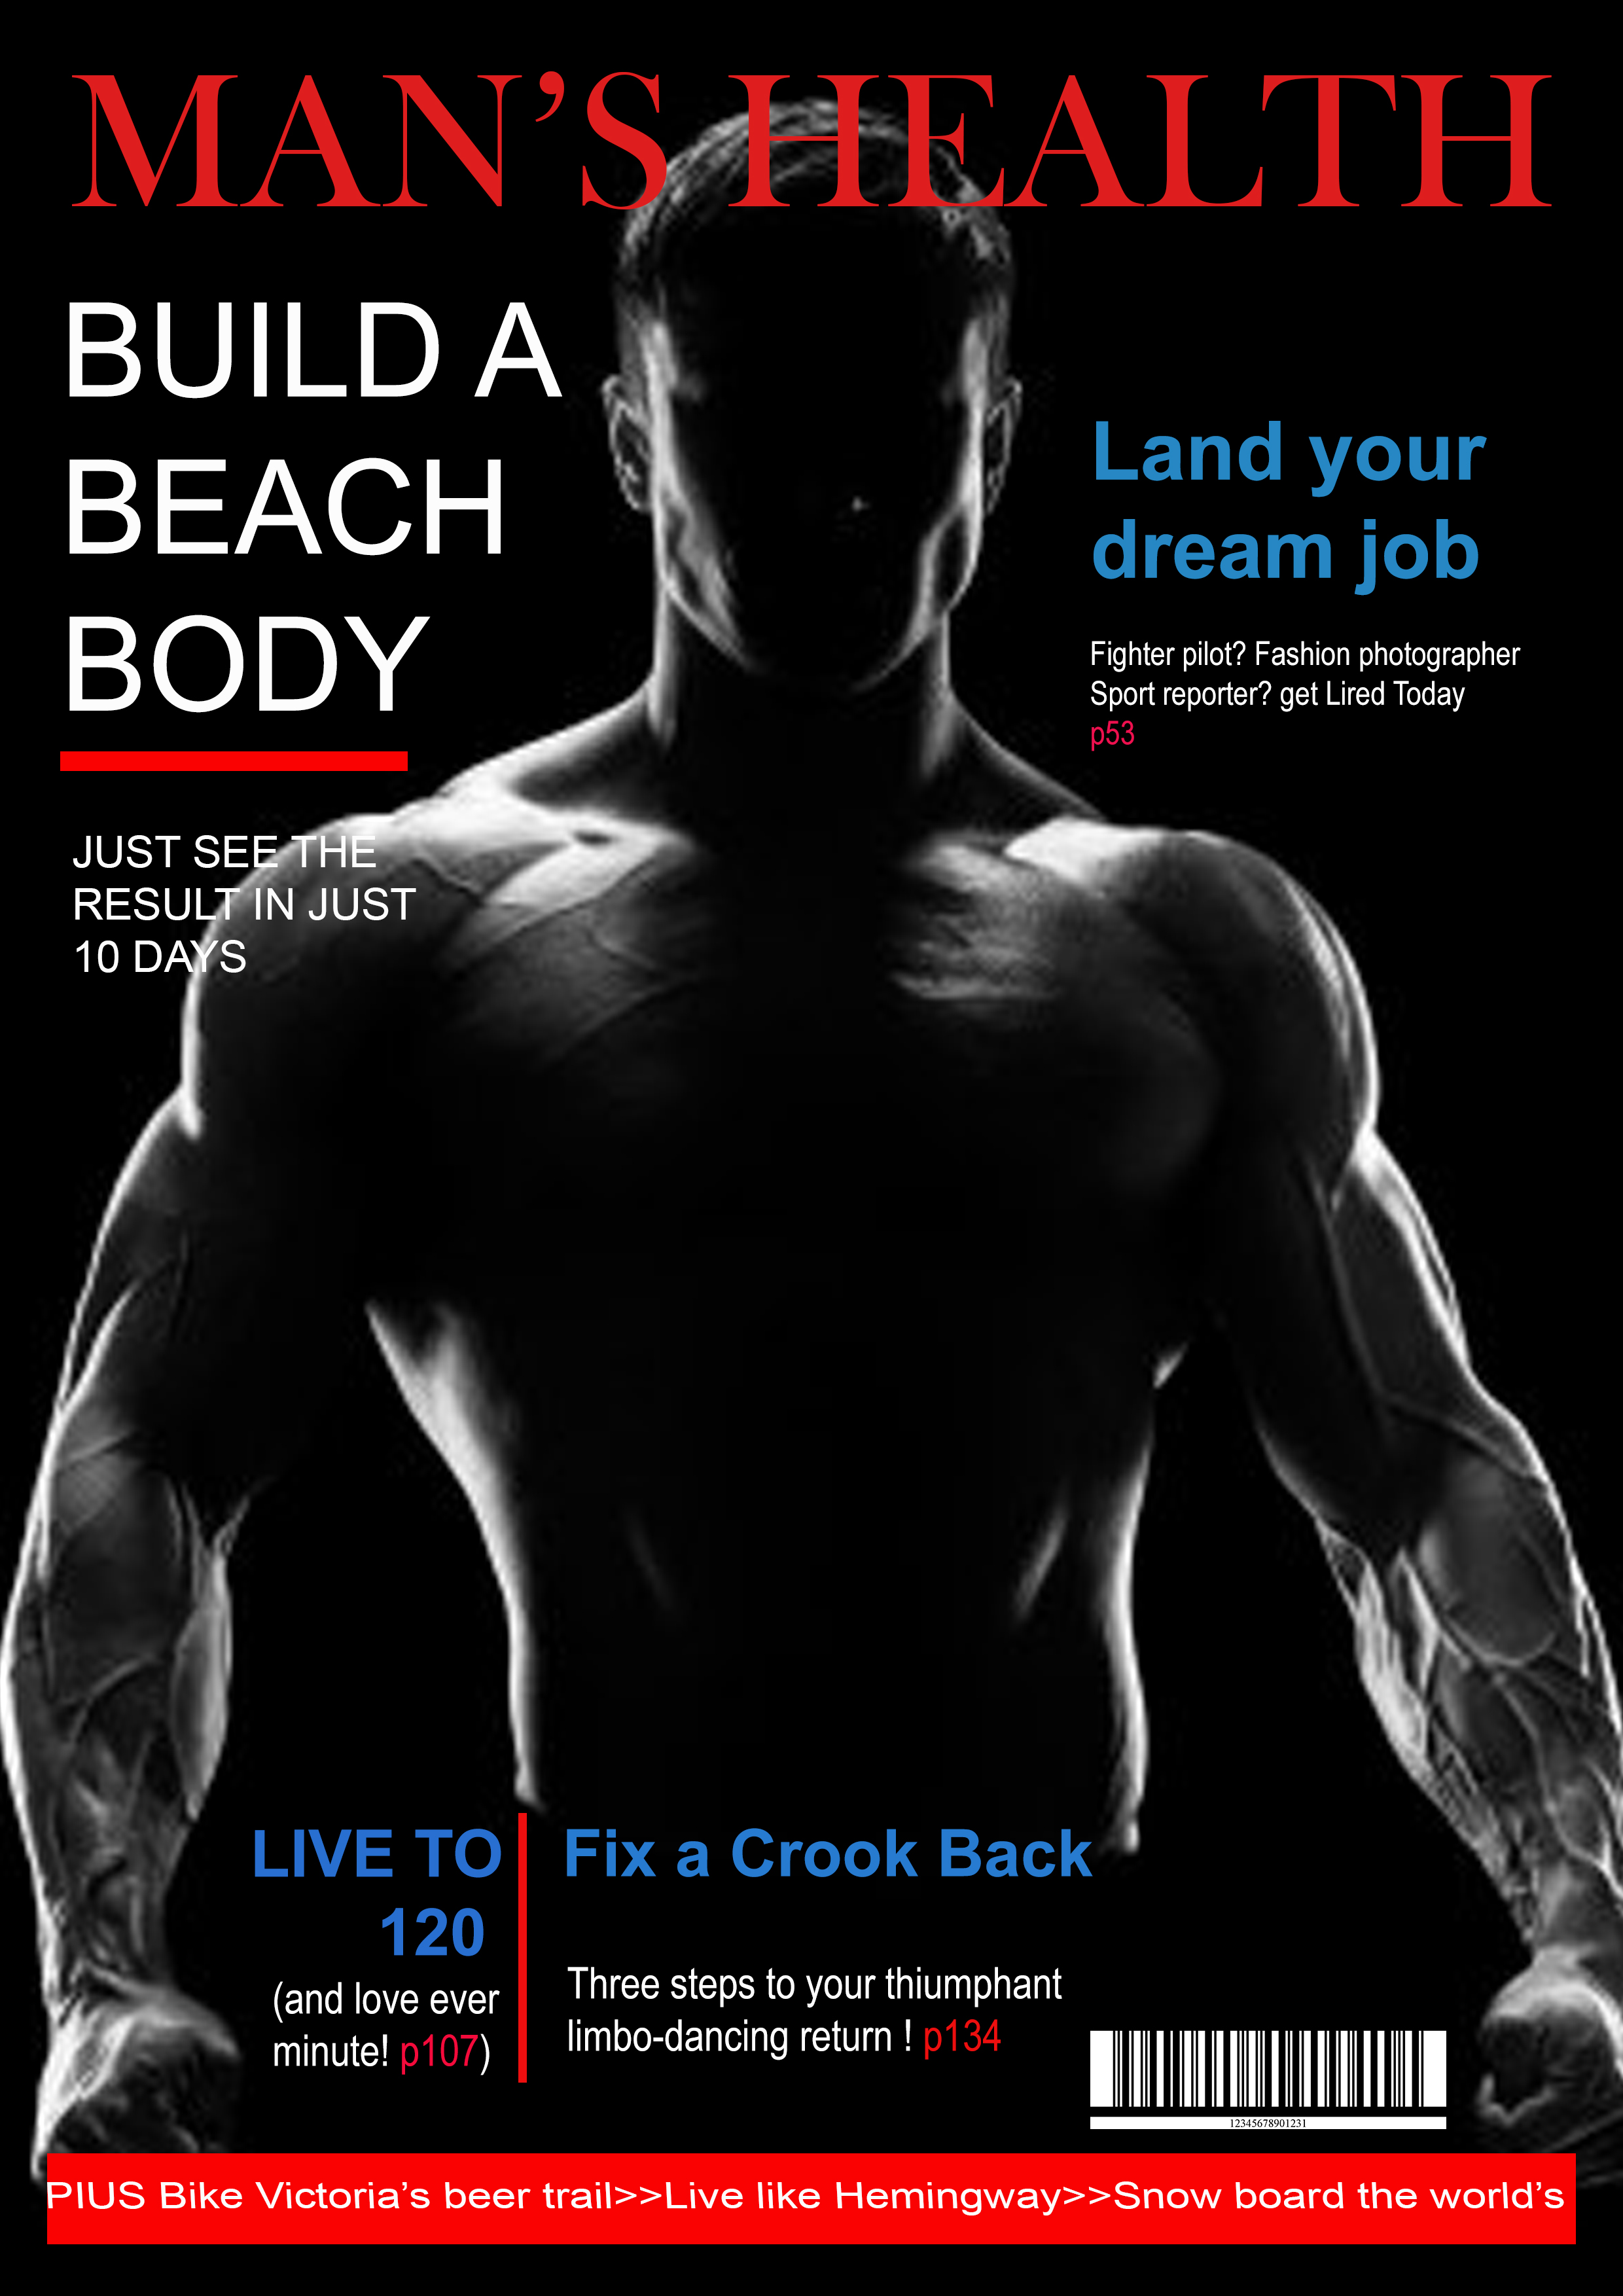 MAN’S HEALTH
BUILD A
BEACH
BODY
JUST SEE THE
RESULT IN JUST
10 DAYS
Land your
dream job
Fighter pilot? Fashion photographer
Sport reporter? get Lired Today
p53
LIVE TO
120
(and love ever
minute! p107)
Fix a Crook Back
Three steps to your thiumphant
limbo-dancing return ! p134
12345678901231
PIUS Bike Victoria’s beer trail>>Live like Hemingway>>Snow board the world’s